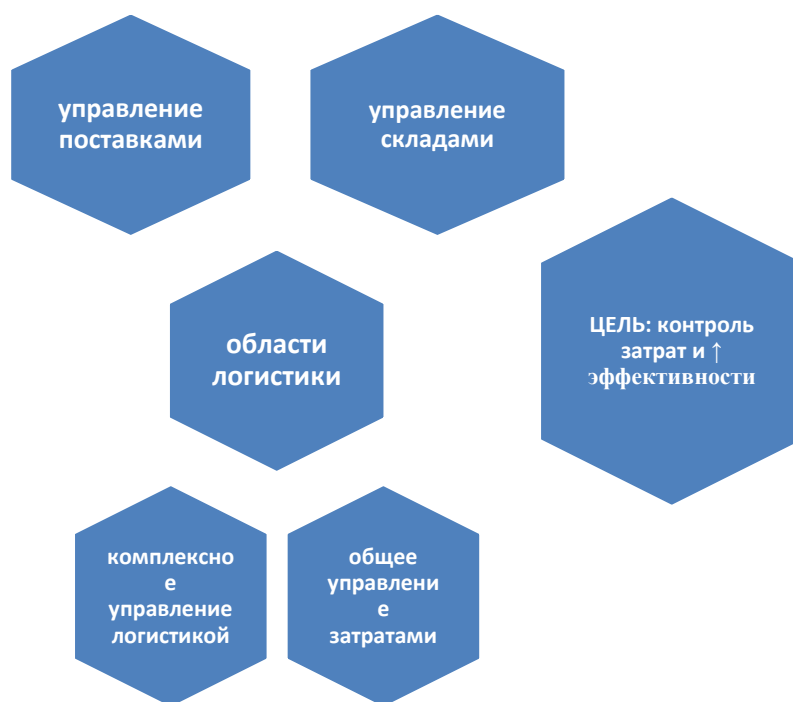 управление
поставками
управление
складами
области
логистики
ЦЕЛЬ: контроль
затрат и ↑
эффективности
комплексно
е
управление
логистикой
общее
управлени
е
затратами